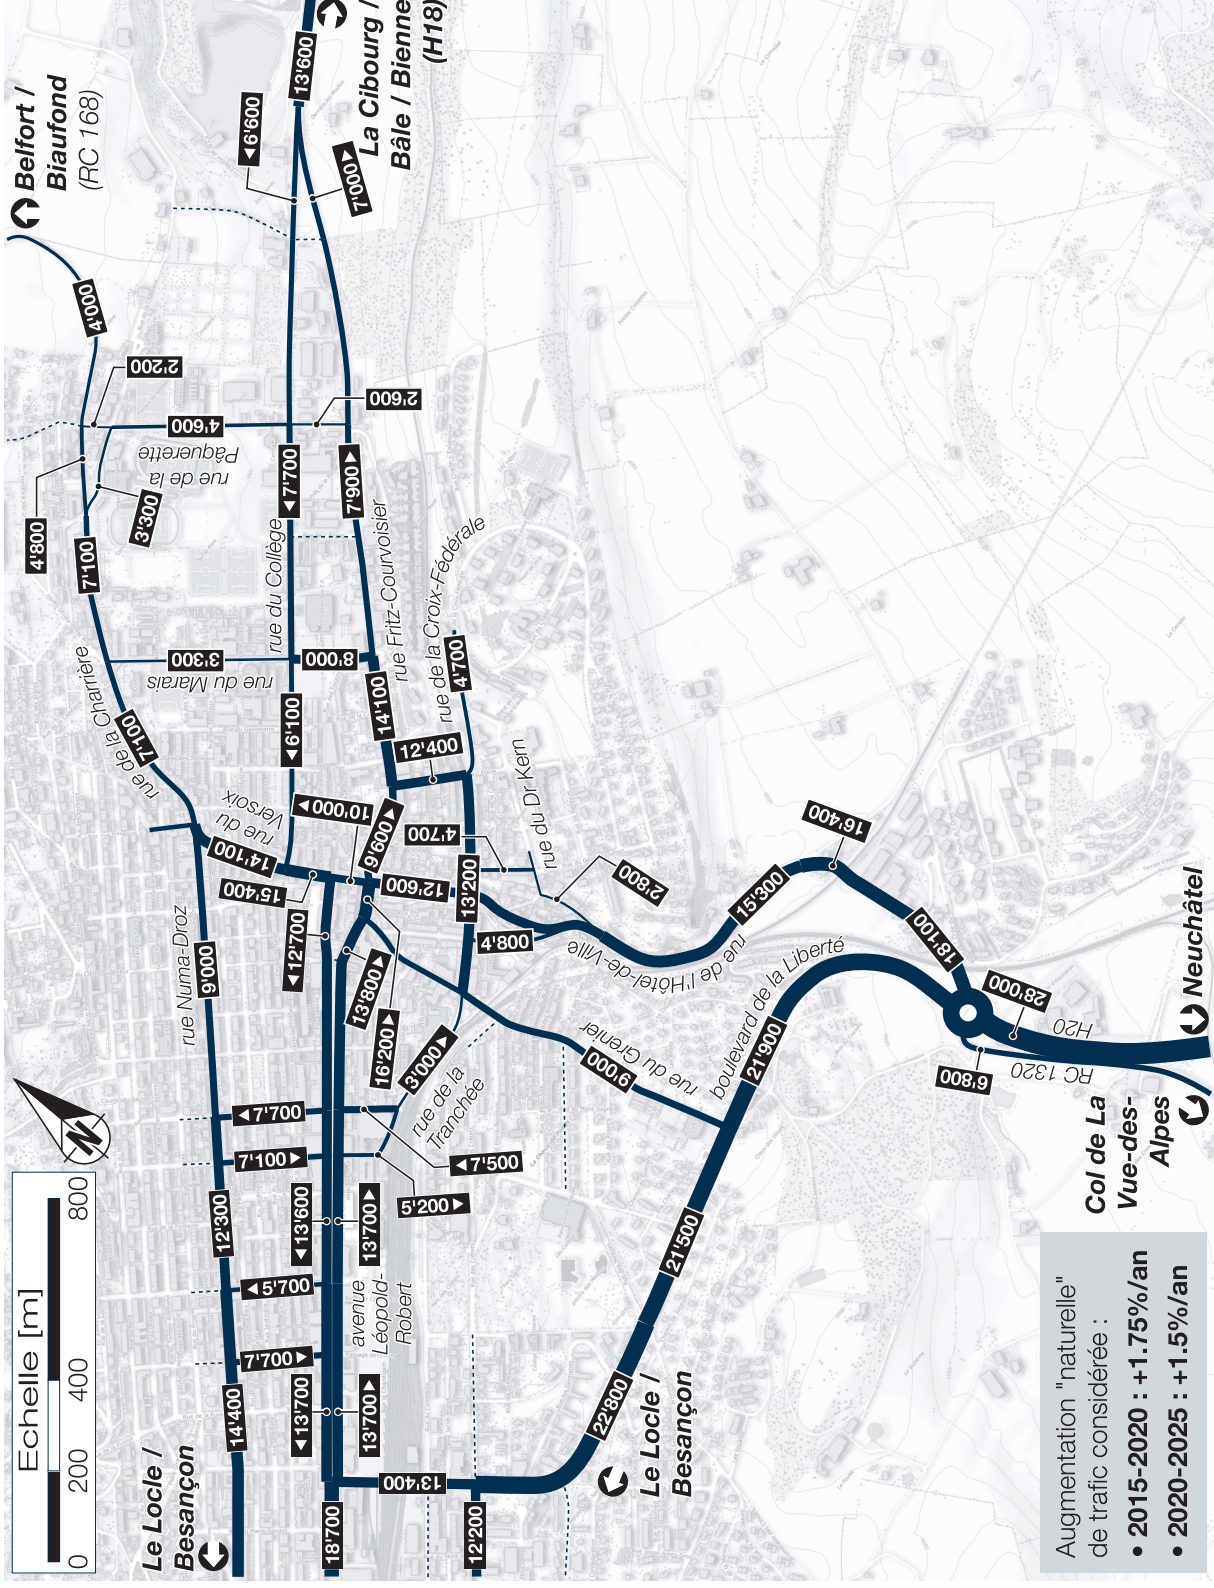 Belfort /
Biaufond
(RC 168)
La Cibourg /
Bâle / Bienne
(H18)
13'600
◄6'600
7'000►
4'000
2'200
4'600
2'600
rue de la
Pâquerette
4'800
3'300
7'100
◄7'700
7'900►
rue du Collège
rue Fritz-Courvoisier
rue de la Croix-Fédérale
3'300
rue du Marais
8'000
4'700
rue de la Charrière
7'100
◄6'100
14'100
12'400
rue du
Versoix
10'000►
9'600►
4'700
rue du Dr Kern
14'100
15'400
12'600
13'200
2'800
16'400
15'300
rue Numa-Droz
9'000
◄12'700
13'800►
16'200►
4'800
rue de l'Hôtel-de-Ville
18'100
28'000
H20
RC 1320
6'800
Neuchâtel
boulevard de la Liberté
21'900
3'000►
rue de la
Tranchée
9'000
rue du Grenier
N
◄7'700
7'100►
◄7'500
5'200►
12'300
◄13'600
13'700►
◄5'700
avenue
Léopold-
Robert
7'700►
14'400
◄13'700
13'700►
21'500
22'800
13'400
18'700
12'200
Le Locle /
Besançon
Le Locle /
Besançon
Col de La
Vue-des-
Alpes
Echelle [m]
0 200 400 800
Augmentation "naturelle"
de trafic considérée :
• 2015-2020 : +1.75%/an
• 2020-2025 : +1.5%/an